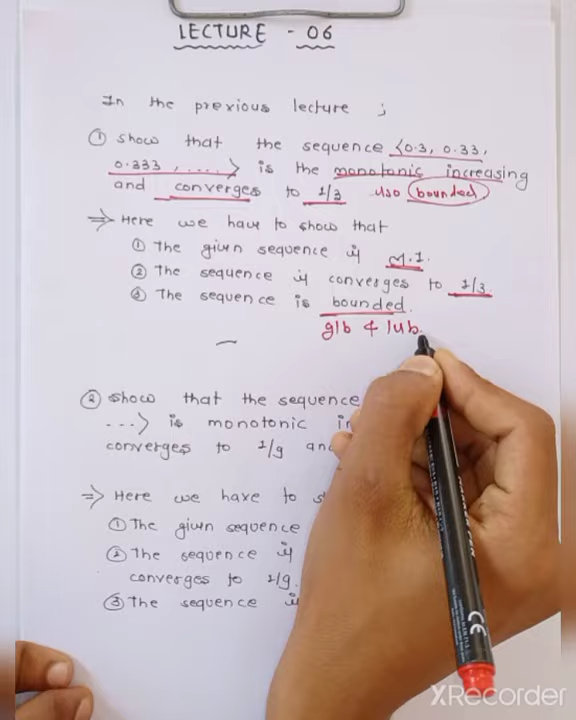 LECTURE - 06
In the previous lecture ;
① show that the sequence <0.3, 0.33,
0.333, ....> is the monotonic increasing
and converges to 1/3 also bounded
⇒ Here we have to show that
① The given sequence is M.I.
② The sequence is converges to 1/3.
③ The sequence is bounded.
glb & lub.
② show that the sequence
...> is monotonic in
converges to 1/9 and
⇒ Here we have to s
① The given sequence
② The sequence is
converges to 1/9.
③ The sequence is
CE
XRecorder